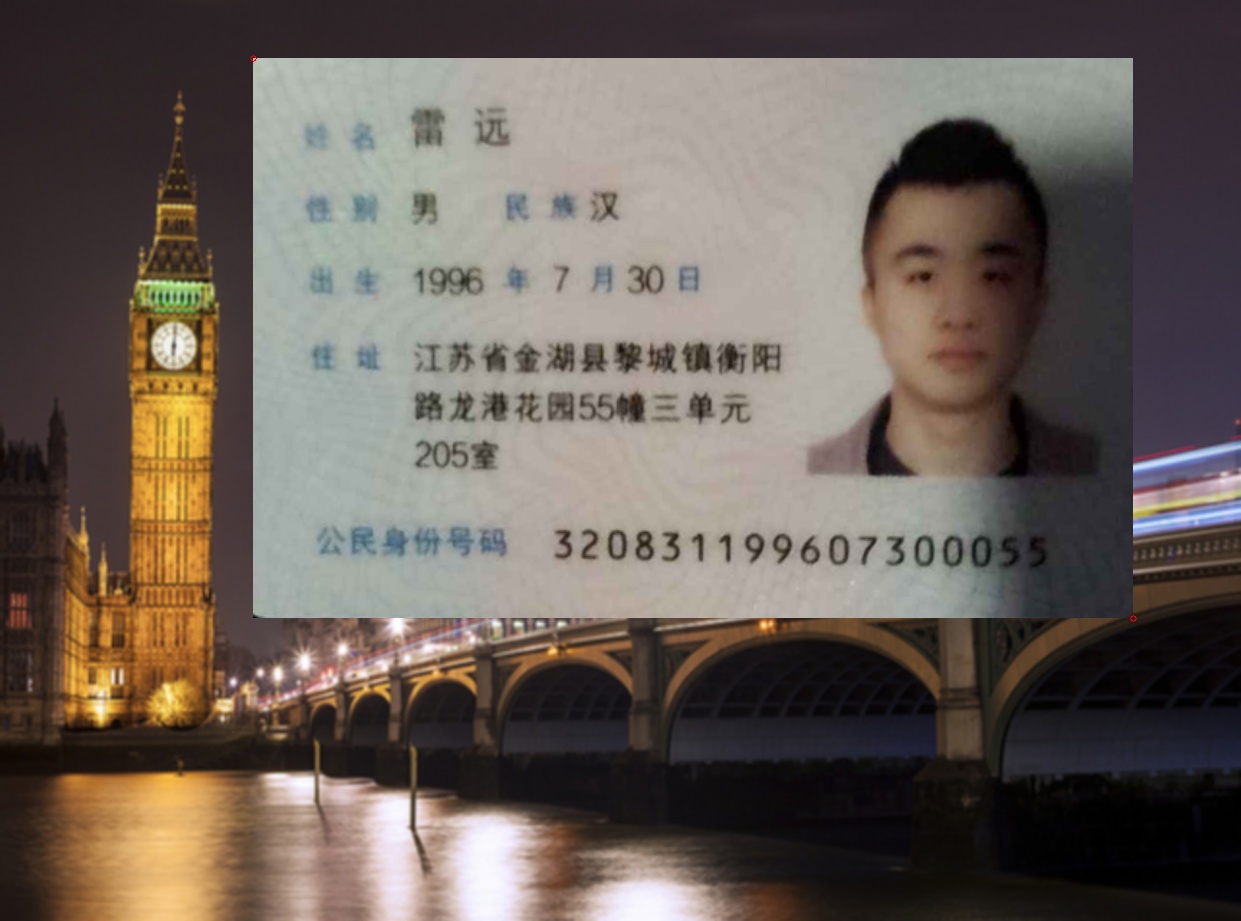 姓名 雷远
性别 男 民族 汉
出生 1996 年 7 月 30 日
住址 江苏省金湖县黎城镇衡阳
路龙港花园55幢三单元
205室
公民身份号码 320831199607300055